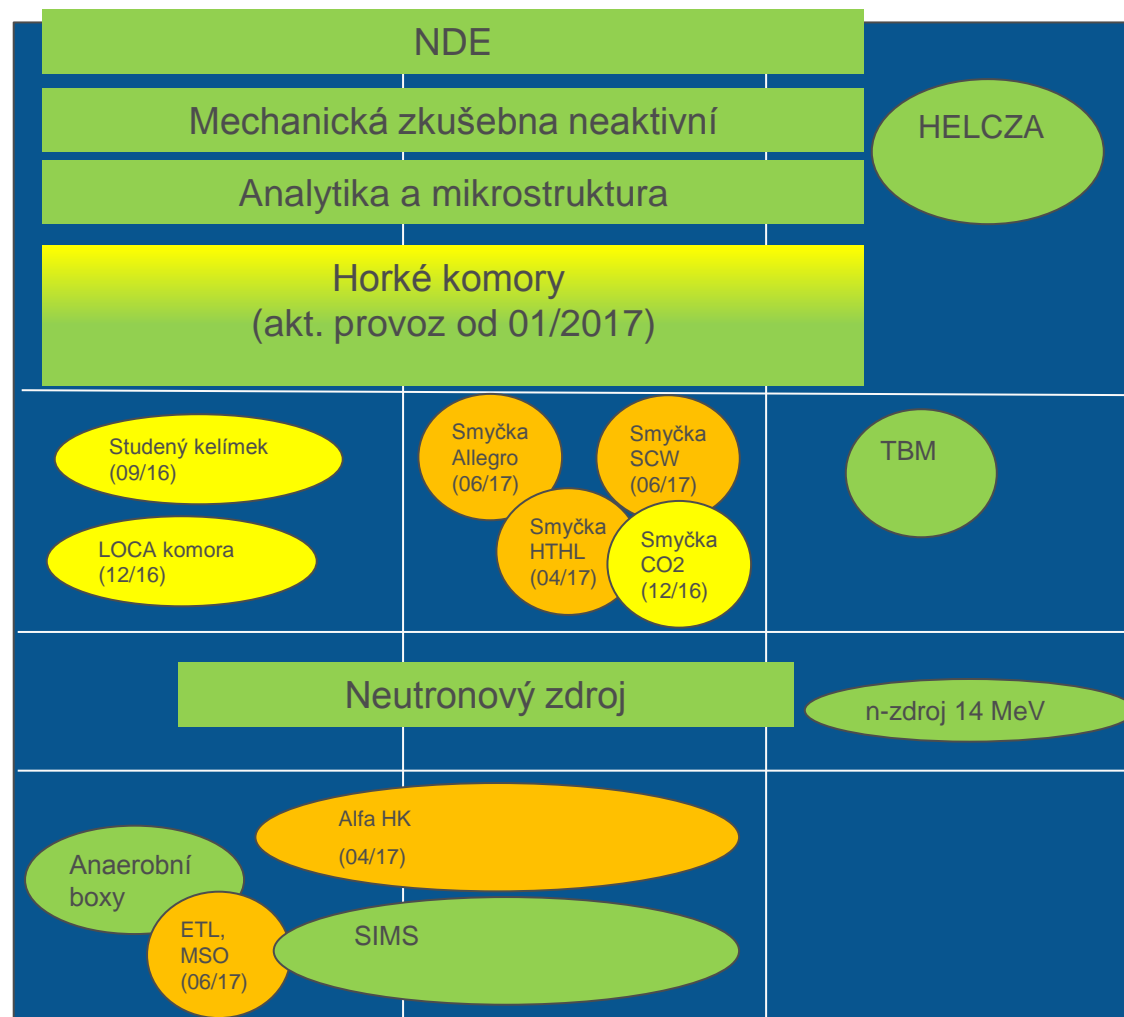 NDE
Mechanická zkušebna neaktivní
HELCZA
Analytika a mikrostruktura
Horké komory
(akt. provoz od 01/2017)
Studený kelímek
(09/16)
LOCA komora
(12/16)
Smyčka
Allegro
(06/17)
Smyčka
SCW
(06/17)
Smyčka
HTHL
(04/17)
Smyčka
CO2
(12/16)
TBM
Neutronový zdroj
n-zdroj 14 MeV
Alfa HK
(04/17)
Anaerobní
boxy
ETL,
MSO
(06/17)
SIMS